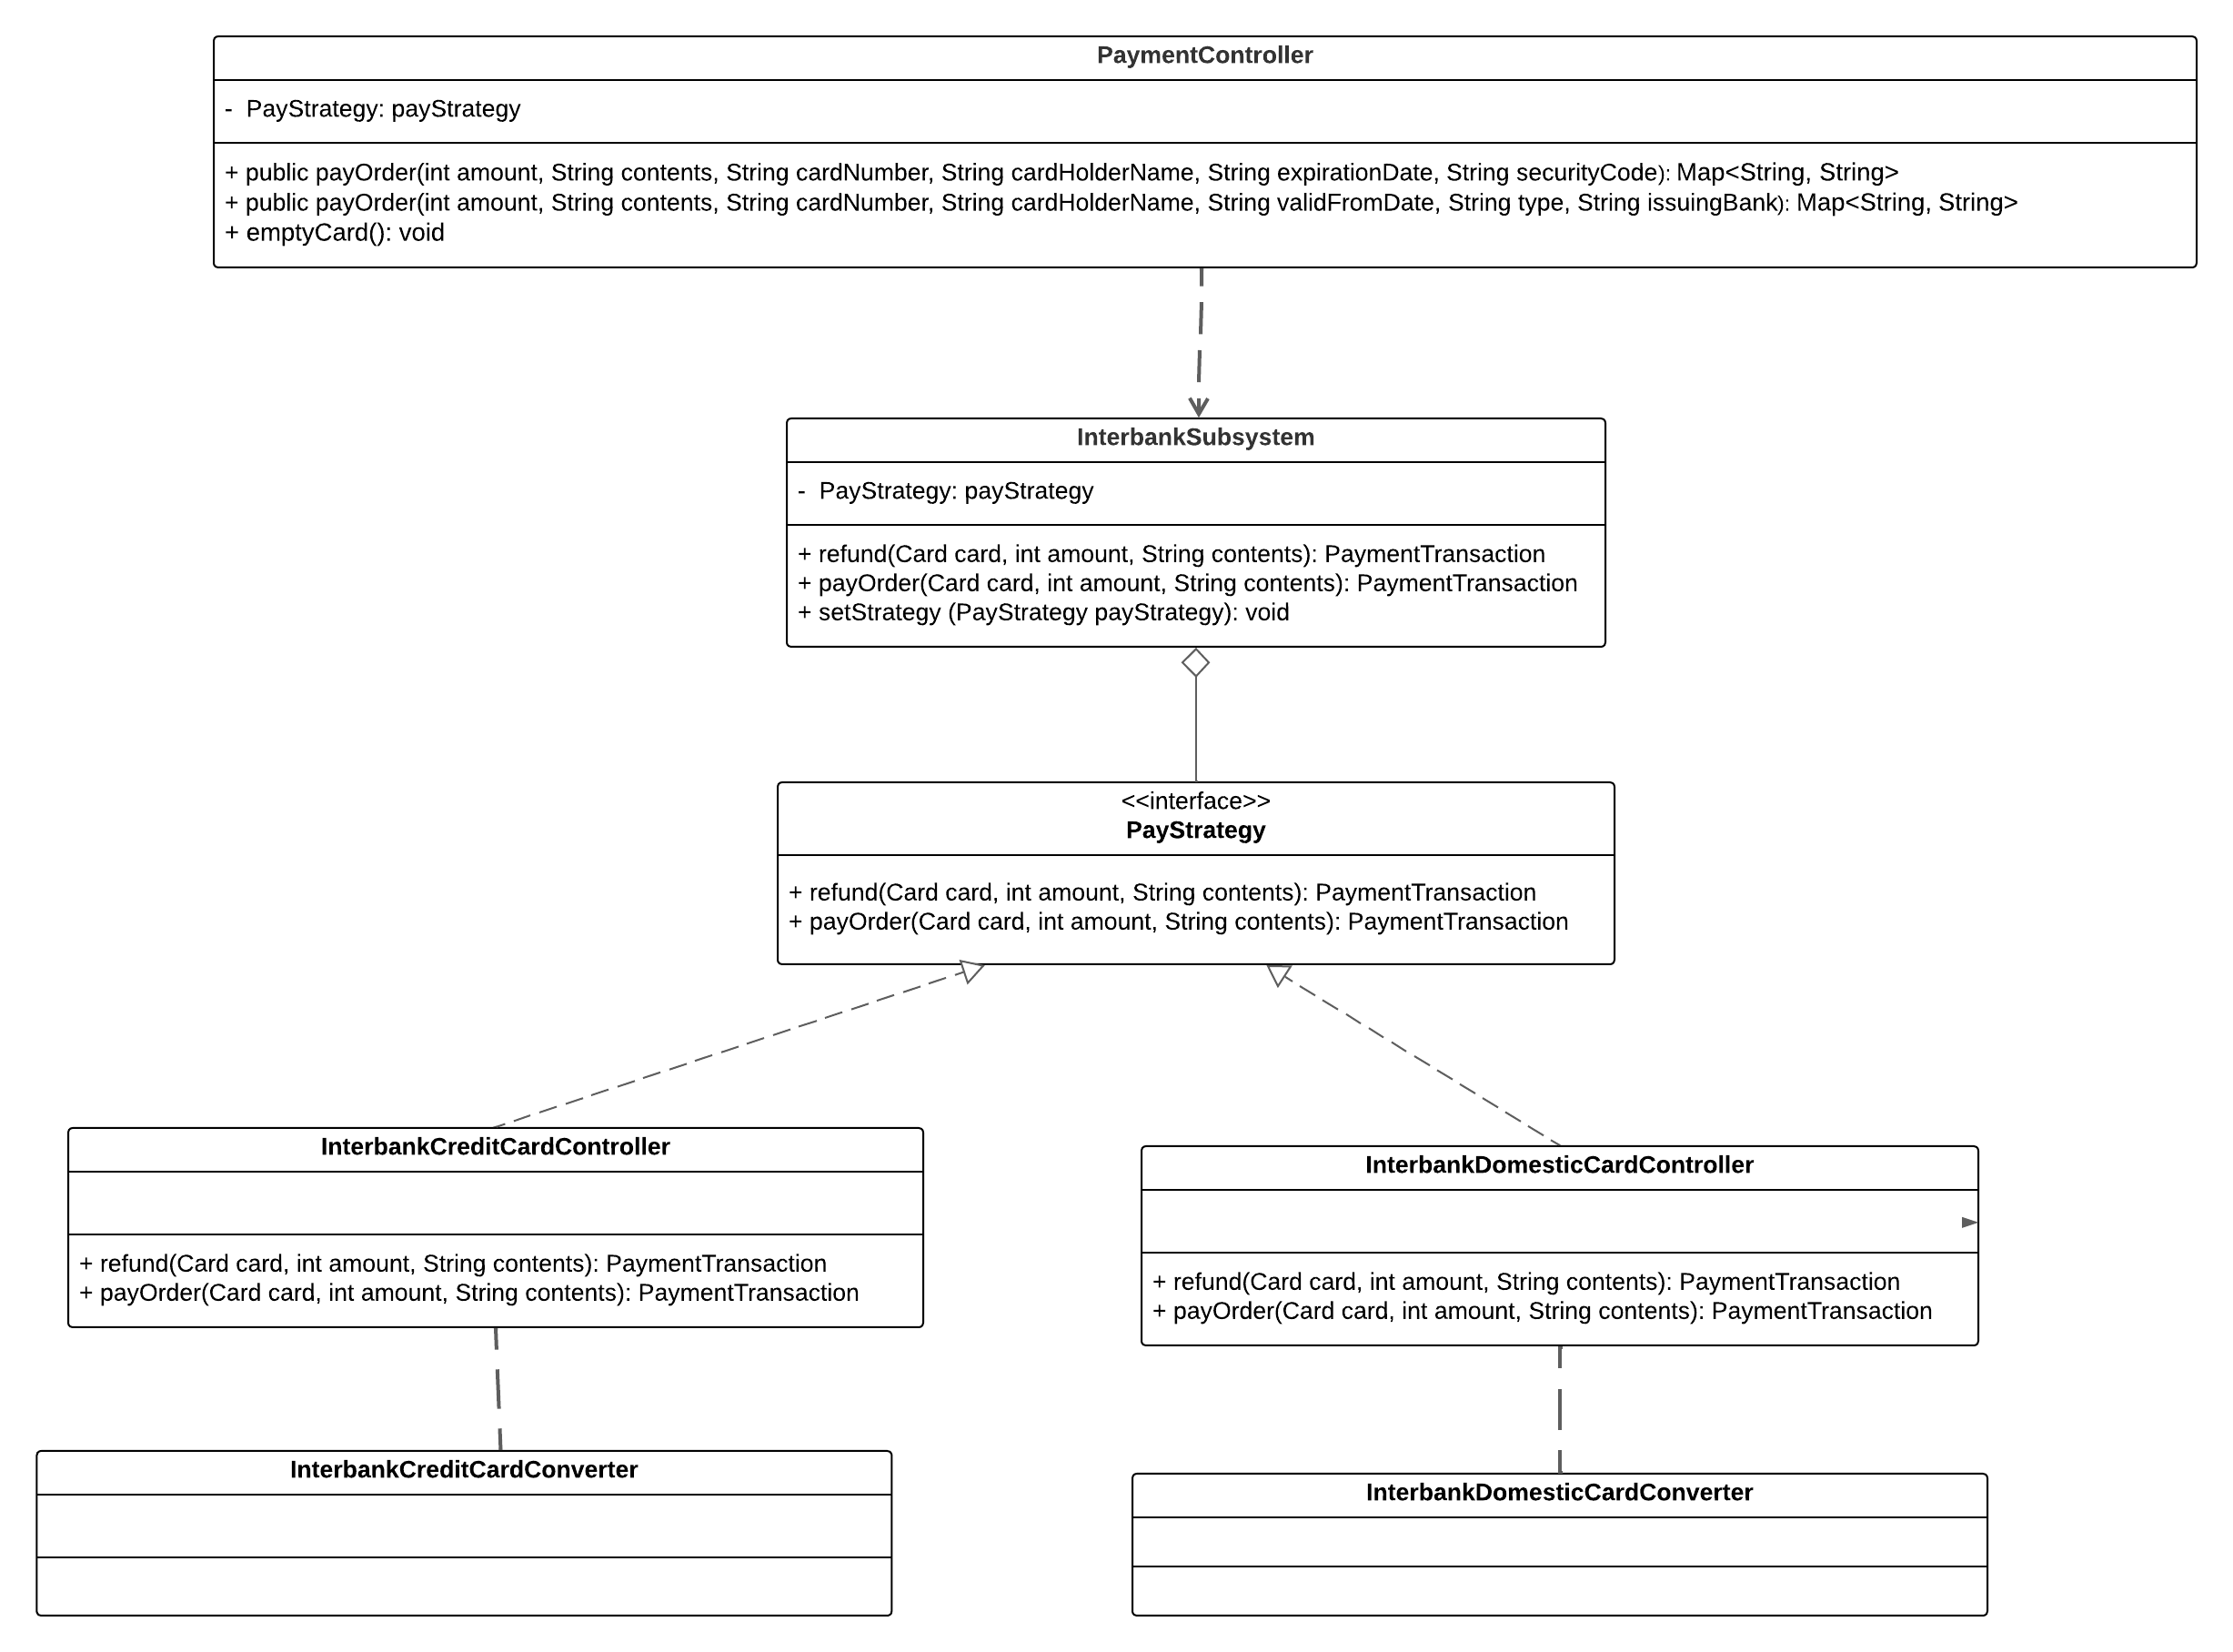 PaymentController
- PayStrategy: payStrategy
+ public payOrder(int amount, String contents, String cardNumber, String cardHolderName, String expirationDate, String securityCode): Map<String, String>
+ public payOrder(int amount, String contents, String cardNumber, String cardHolderName, String validFromDate, String type, String issuingBank): Map<String, String>
+ emptyCard(): void
InterbankSubsystem
- PayStrategy: payStrategy
+ refund(Card card, int amount, String contents): PaymentTransaction
+ payOrder(Card card, int amount, String contents): PaymentTransaction
+ setStrategy (PayStrategy payStrategy): void
<<interface>>
PayStrategy
+ refund(Card card, int amount, String contents): PaymentTransaction
+ payOrder(Card card, int amount, String contents): PaymentTransaction
InterbankCreditCardController
+ refund(Card card, int amount, String contents): PaymentTransaction
+ payOrder(Card card, int amount, String contents): PaymentTransaction
InterbankDomesticCardController
+ refund(Card card, int amount, String contents): PaymentTransaction
+ payOrder(Card card, int amount, String contents): PaymentTransaction
InterbankCreditCardConverter
InterbankDomesticCardConverter